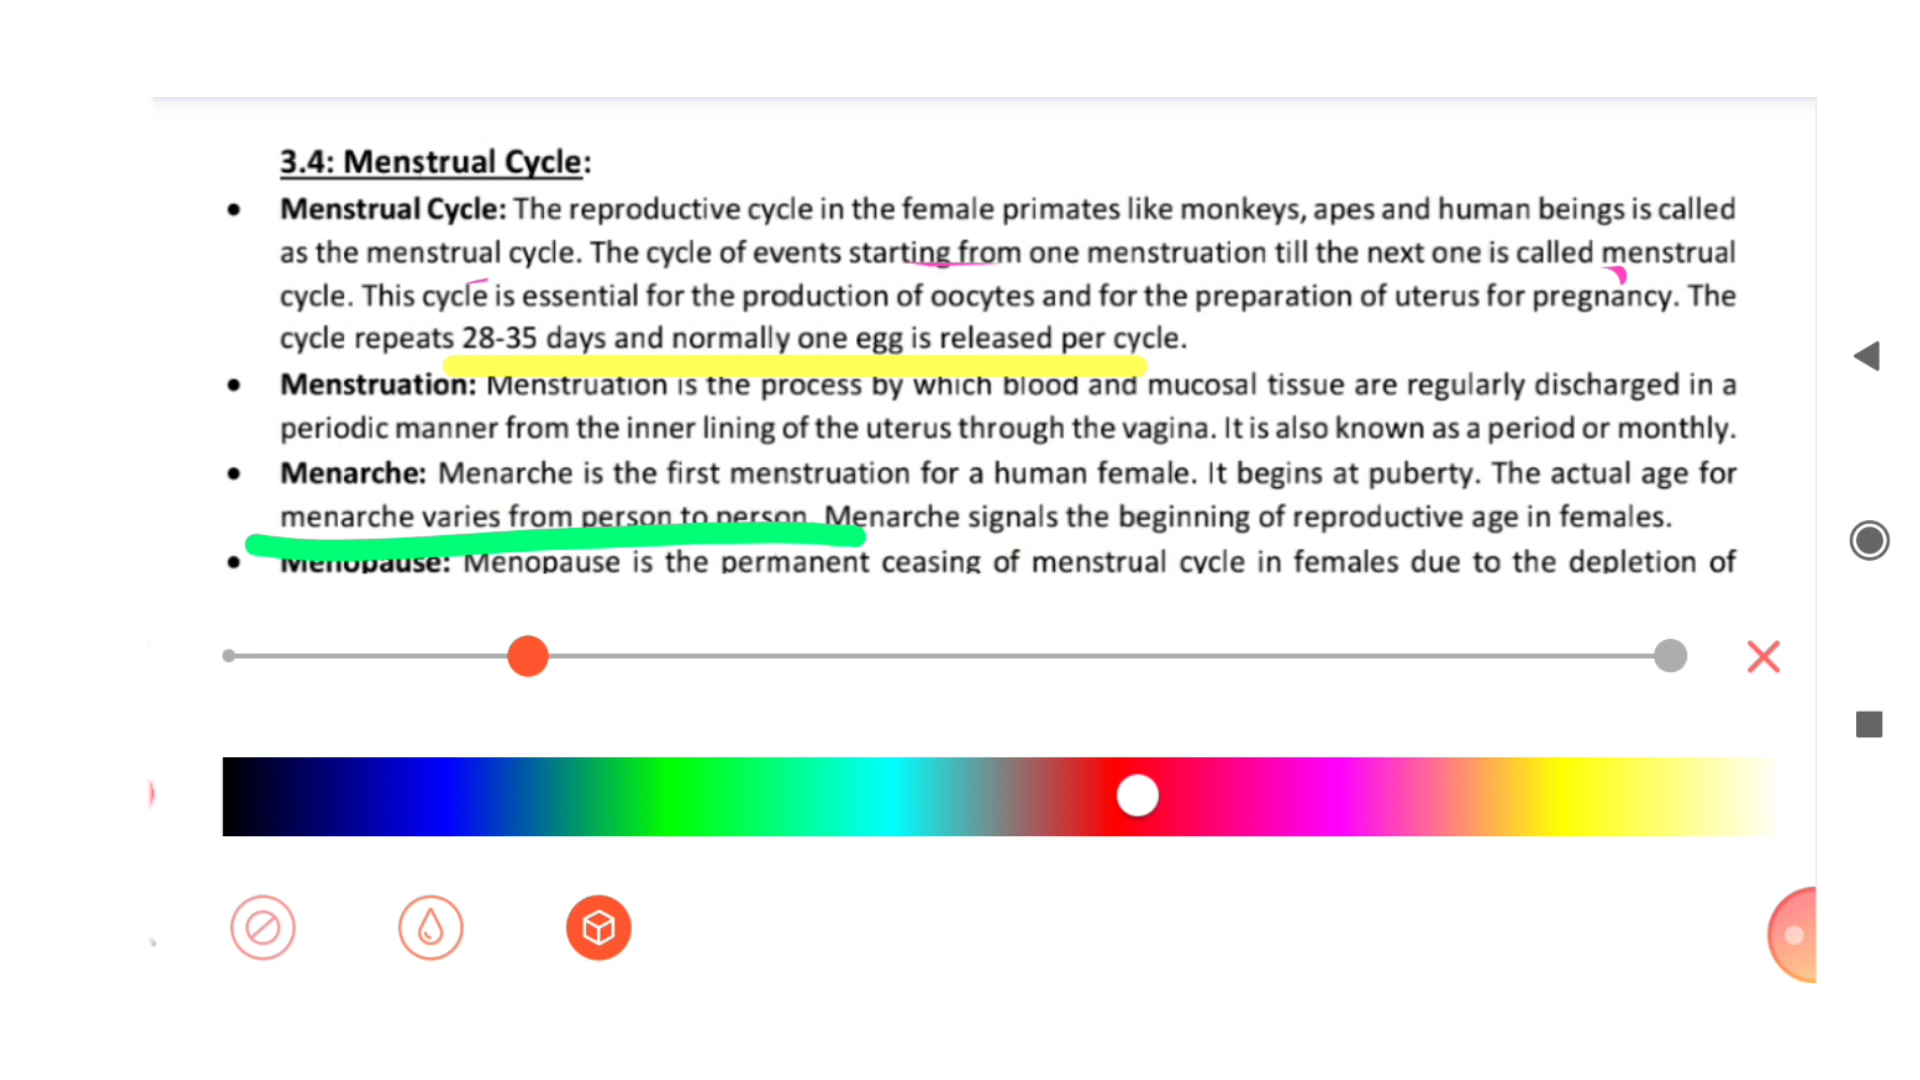 3.4: Menstrual Cycle:
• Menstrual Cycle: The reproductive cycle in the female primates like monkeys, apes and human beings is called
as the menstrual cycle. The cycle of events starting from one menstruation till the next one is called menstrual
cycle. This cycle is essential for the production of oocytes and for the preparation of uterus for pregnancy. The
cycle repeats 28-35 days and normally one egg is released per cycle.
• Menstruation: Menstruation is the process by which blood and mucosal tissue are regularly discharged in a
periodic manner from the inner lining of the uterus through the vagina. It is also known as a period or monthly.
• Menarche: Menarche is the first menstruation for a human female. It begins at puberty. The actual age for
menarche varies from person to person. Menarche signals the beginning of reproductive age in females.
• Menopause: Menopause is the permanent ceasing of menstrual cycle in females due to the depletion of